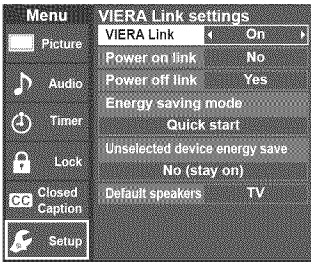 Menu
Picture
Audio
Timer
Lock
CC Closed
Caption
Setup
VIERA Link settings
VIERA Link On
Power on link No
Power off link Yes
Energy saving mode
Quick start
Unselected device energy save
No (stay on)
Default speakers TV